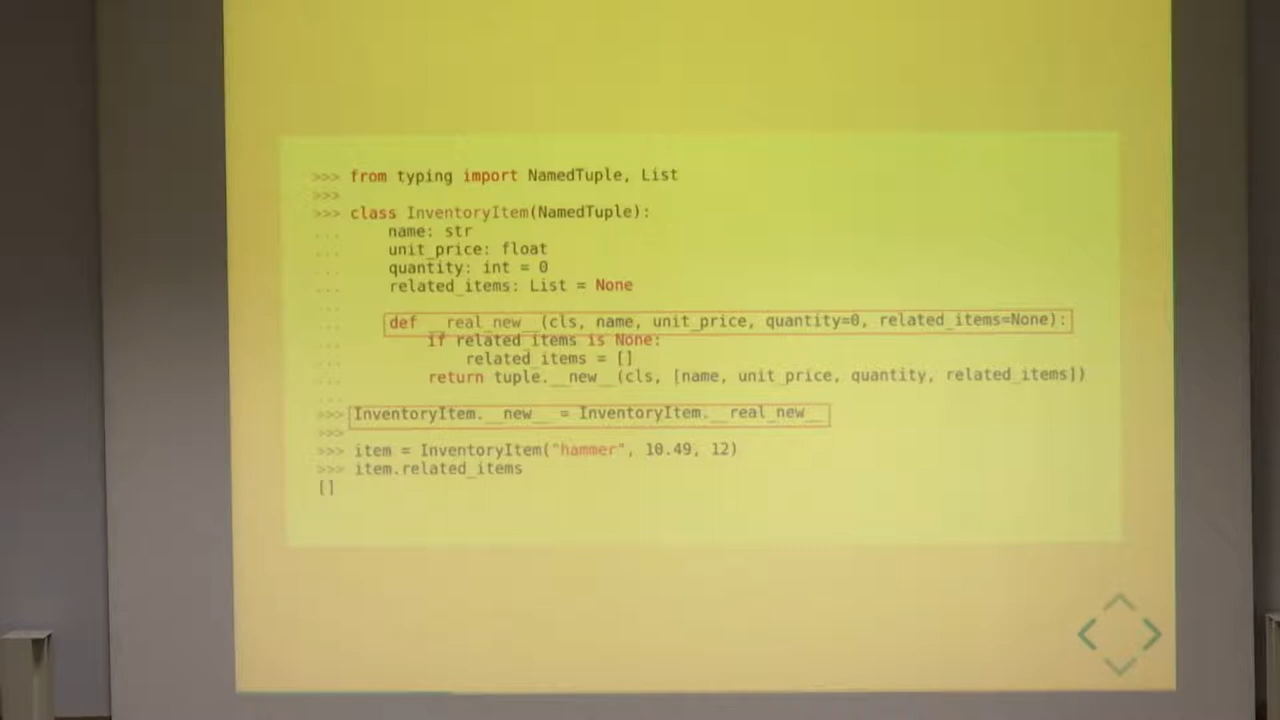 >>> from typing import NamedTuple, List
>>>
>>> class InventoryItem(NamedTuple):
...     name: str
...     unit_price: float
...     quantity: int = 0
...     related_items: List = None
...
...     def __real_new__(cls, name, unit_price, quantity=0, related_items=None):
...         if related_items is None:
...             related_items = []
...         return tuple.__new__(cls, [name, unit_price, quantity, related_items])
...
>>> InventoryItem.__new__ = InventoryItem.__real_new__
>>>
>>> item = InventoryItem("hammer", 10.49, 12)
>>> item.related_items
[]